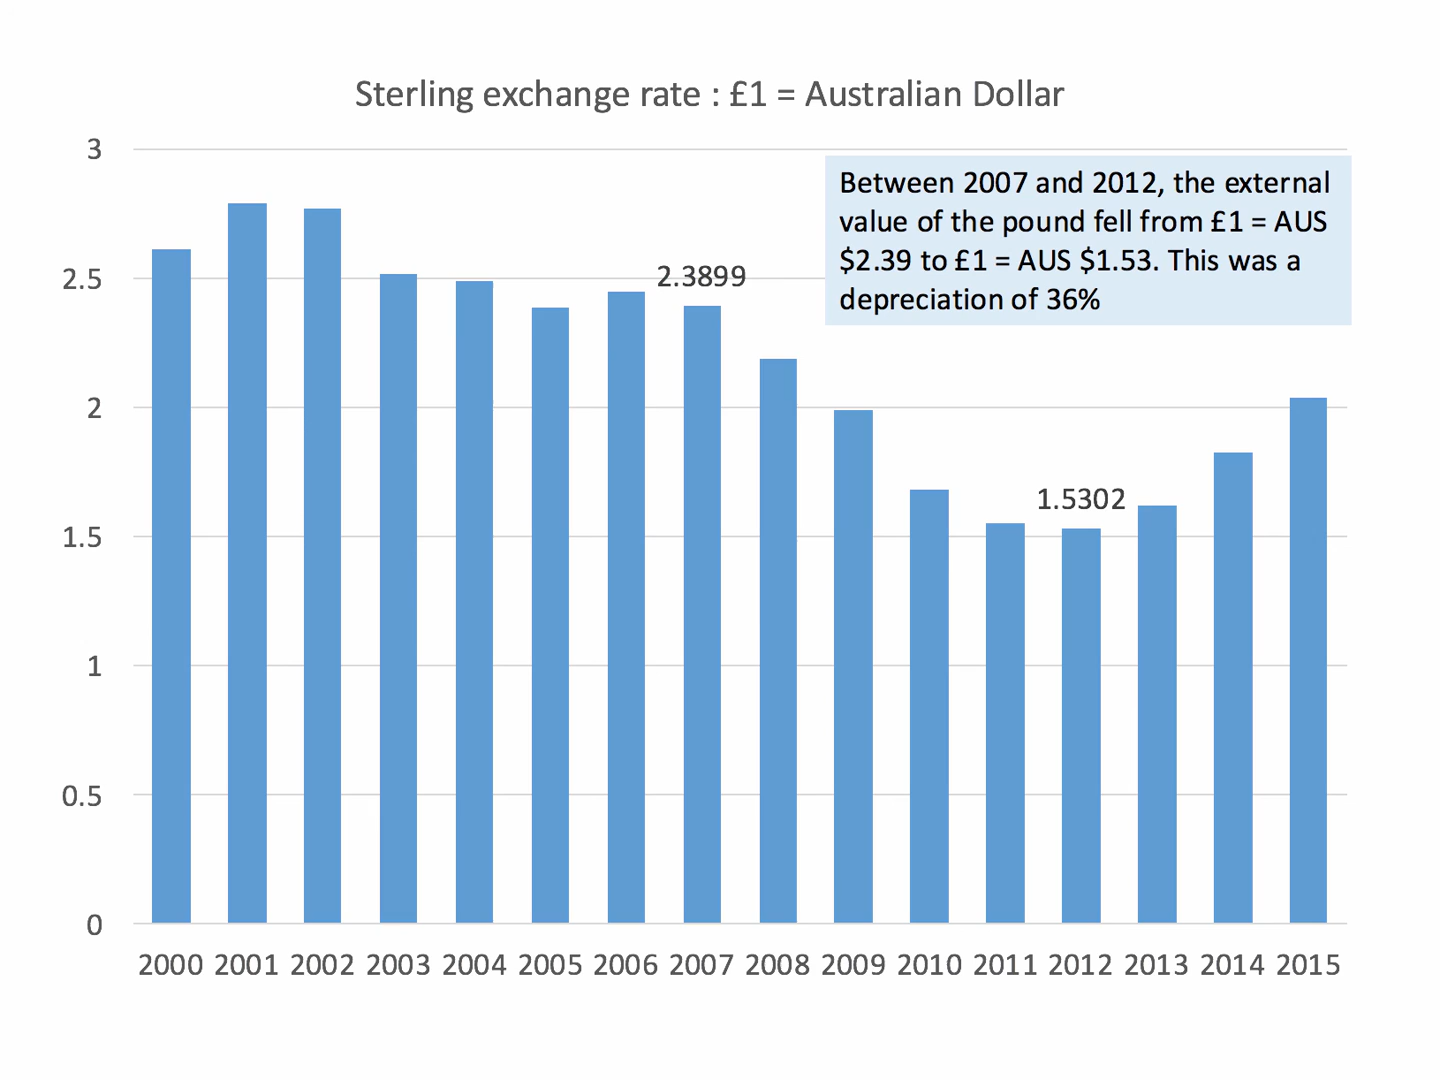 Sterling exchange rate : £1 = Australian Dollar
3
Between 2007 and 2012, the external
value of the pound fell from £1 = AUS
$2.39 to £1 = AUS $1.53. This was a
depreciation of 36%
2.5
2.3899
2
1.5302
1.5
1
0.5
0
2000 2001 2002 2003 2004 2005 2006 2007 2008 2009 2010 2011 2012 2013 2014 2015